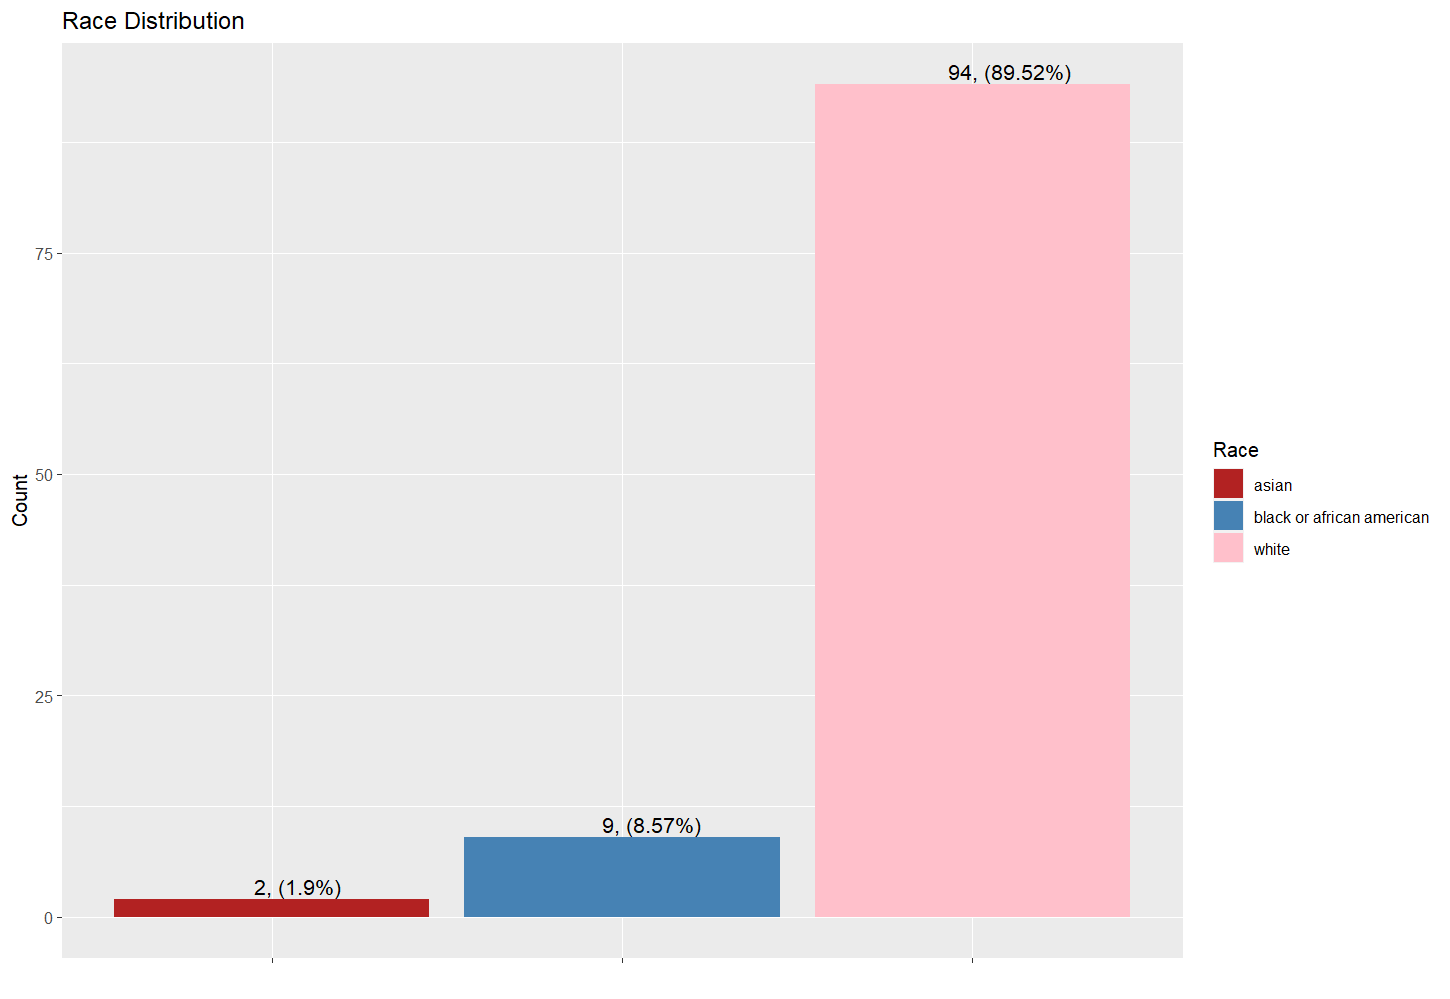 Race Distribution
94, (89.52%)
75
50
Count
25
9, (8.57%)
2, (1.9%)
0
Race
asian
black or african american
white